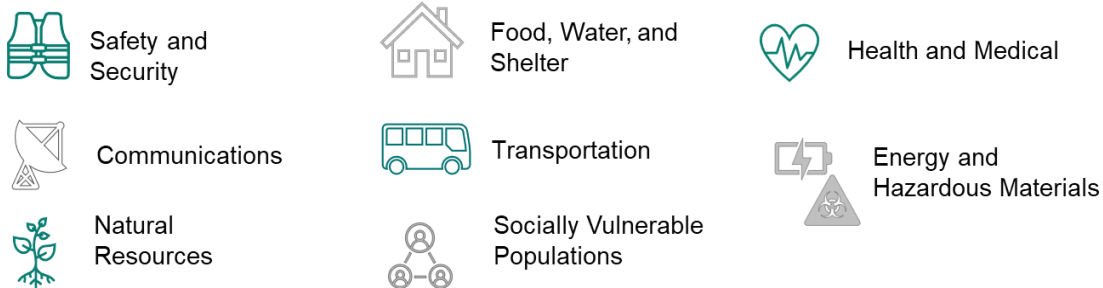 Safety and
Security
Food, Water, and
Shelter
Health and Medical
Communications
Transportation
Energy and
Hazardous Materials
Natural
Resources
Socially Vulnerable
Populations